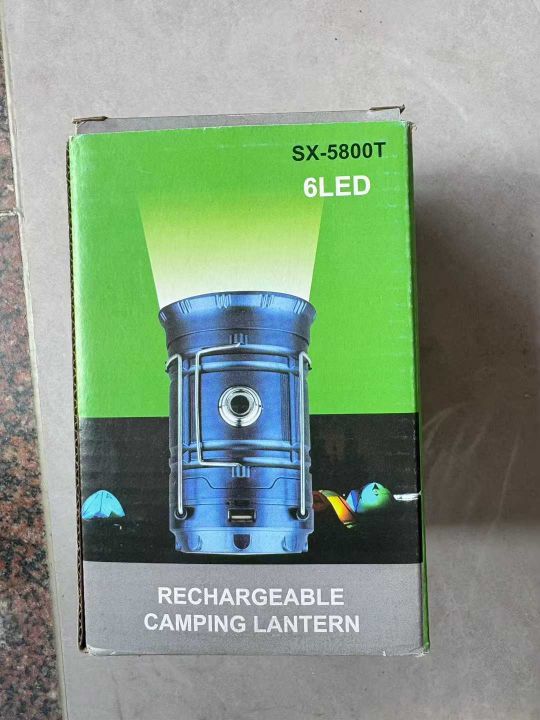 SX-5800T
6LED
RECHARGEABLE
CAMPING LANTERN